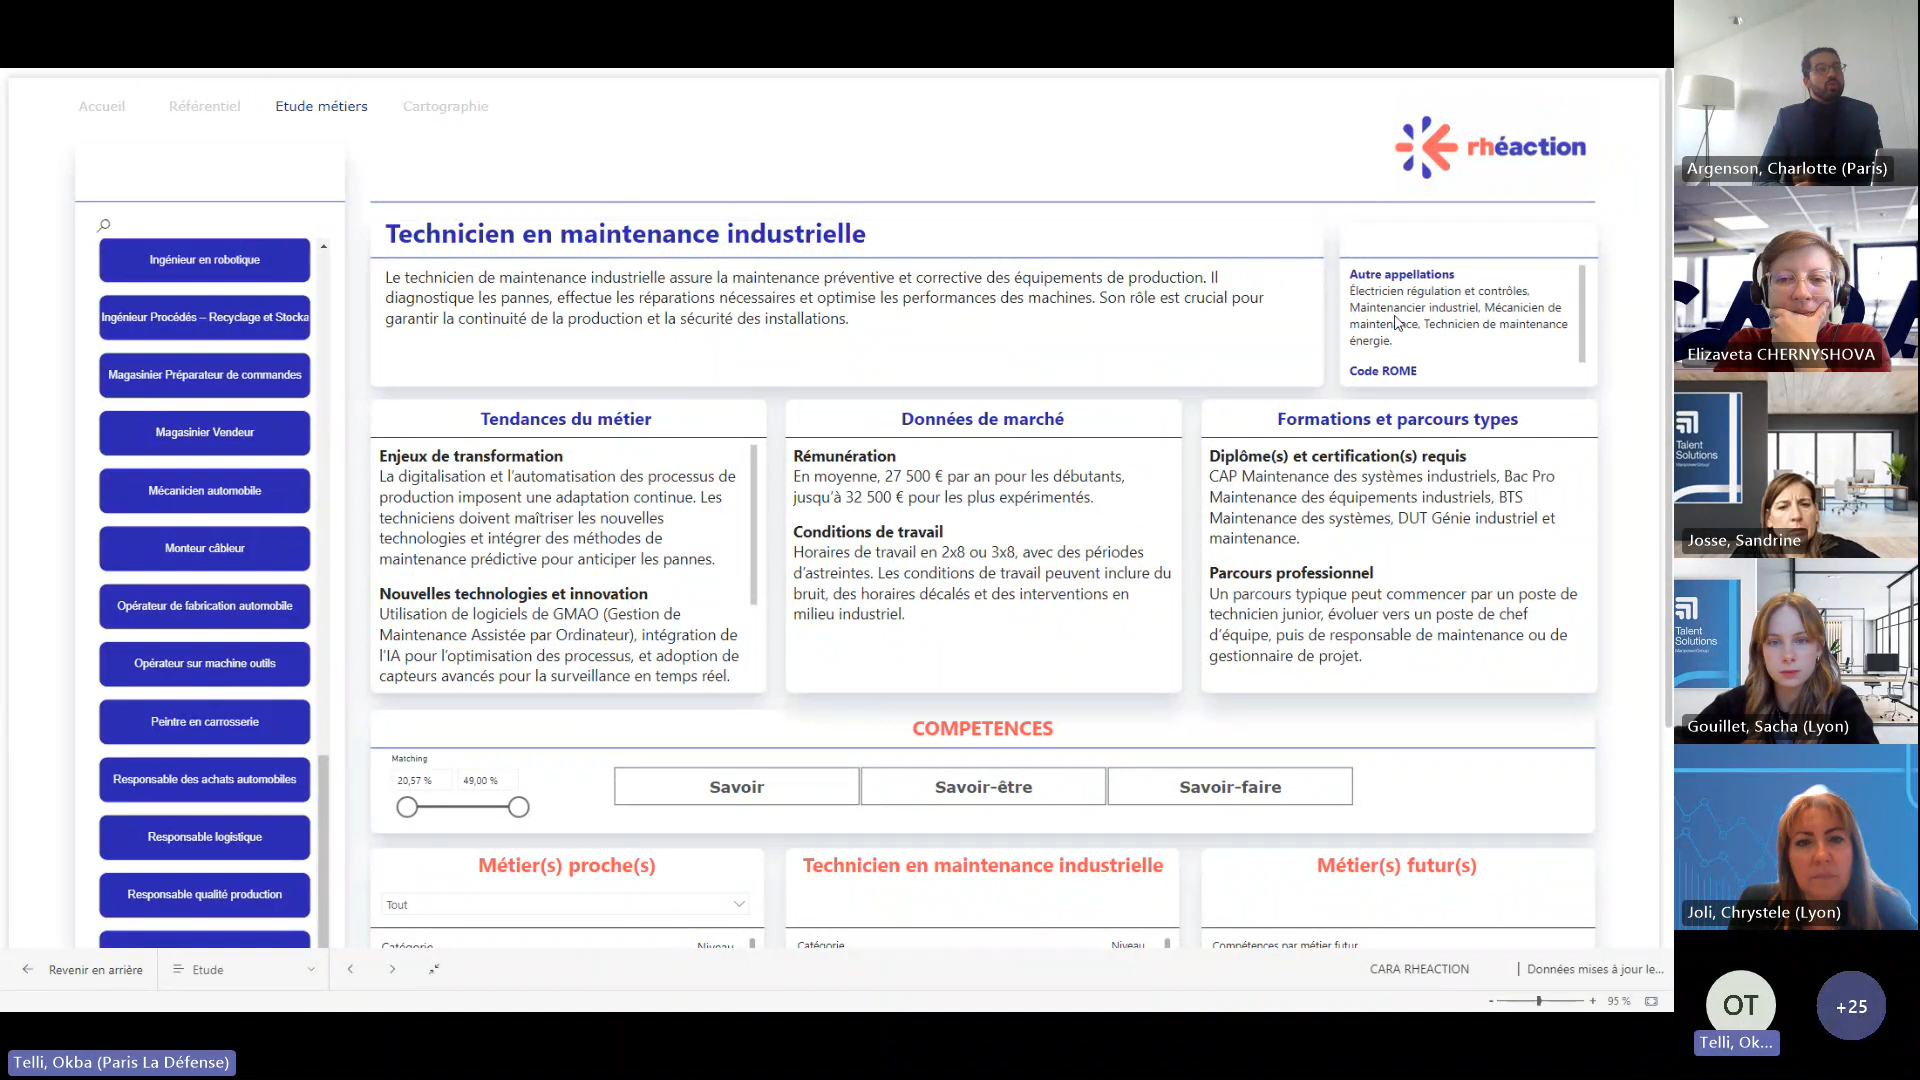 Accueil
Référentiel
Etude métiers
Cartographie
rhéaction
Ingénieur en robotique
Ingénieur Procédés – Recyclage et Stocka
Magasinier Préparateur de commandes
Magasinier Vendeur
Mécanicien automobile
Monteur câbleur
Opérateur de fabrication automobile
Opérateur sur machine outils
Peintre en carrosserie
Responsable des achats automobiles
Responsable logistique
Responsable qualité production
Technicien en maintenance industrielle
Le technicien de maintenance industrielle assure la maintenance préventive et corrective des équipements de production. Il
diagnostique les pannes, effectue les réparations nécessaires et optimise les performances des machines. Son rôle est crucial pour
garantir la continuité de la production et la sécurité des installations.
Autre appellations
Électricien régulation et contrôles,
Maintenancier industriel, Mécanicien de
maintenance, Technicien de maintenance
énergie.
Code ROME
Tendances du métier
Enjeux de transformation
La digitalisation et l'automatisation des processus de
production imposent une adaptation continue. Les
techniciens doivent maîtriser les nouvelles
technologies et intégrer des méthodes de
maintenance prédictive pour anticiper les pannes.
Nouvelles technologies et innovation
Utilisation de logiciels de GMAO (Gestion de
Maintenance Assistée par Ordinateur), intégration de
l'IA pour l'optimisation des processus, et adoption de
capteurs avancés pour la surveillance en temps réel.
Données de marché
Rémunération
En moyenne, 27 500 € par an pour les débutants,
jusqu'à 32 500 € pour les plus expérimentés.
Conditions de travail
Horaires de travail en 2x8 ou 3x8, avec des périodes
d'astreintes. Les conditions de travail peuvent inclure du
bruit, des horaires décalés et des interventions en
milieu industriel.
Formations et parcours types
Diplôme(s) et certification(s) requis
CAP Maintenance des systèmes industriels, Bac Pro
Maintenance des équipements industriels, BTS
Maintenance des systèmes, DUT Génie industriel et
maintenance.
Parcours professionnel
Un parcours typique peut commencer par un poste de
technicien junior, évoluer vers un poste de chef
d'équipe, puis de responsable de maintenance ou de
gestionnaire de projet.
COMPETENCES
Matching
20,57 %
49,00 %
Savoir
Savoir-être
Savoir-faire
Métier(s) proche(s)
Tout
Catégorie
Niveau
Technicien en maintenance industrielle
Catégorie
Niveau
Métier(s) futur(s)
Compétences par métier futur
Revenir en arrière
Etude
CARA RHEACTION
Données mises à jour le...
- + 95 %
Telli, Okba (Paris La Défense)
Argenson, Charlotte (Paris)
Elizaveta CHERNYSHOVA
Talent
Solutions
ManpowerGroup
Josse, Sandrine
Talent
Solutions
ManpowerGroup
Gouillet, Sacha (Lyon)
Joli, Chrystele (Lyon)
OT
Telli, Ok...
+25